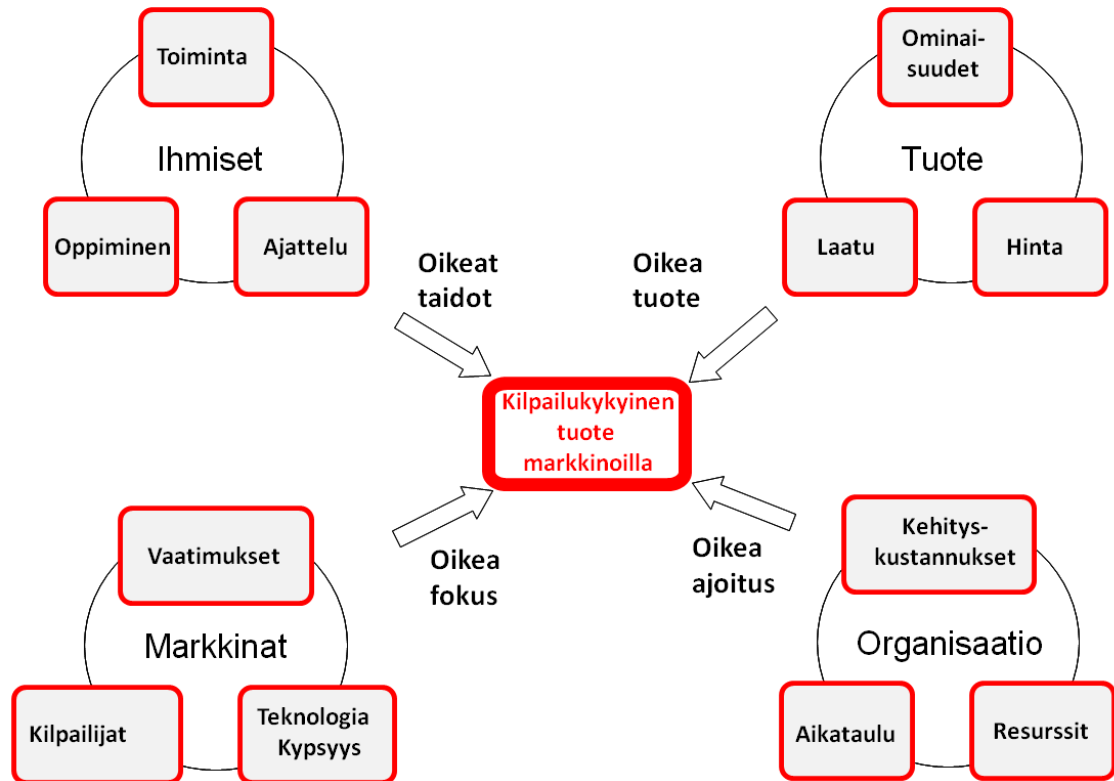 Toiminta
Ihmiset
Oppiminen
Ajattelu
Ominai-
suudet
Tuote
Laatu
Hinta
Oikeat
taidot
Oikea
tuote
Kilpailukykyinen
tuote
markkinoilla
Oikea
fokus
Oikea
ajoitus
Vaatimukset
Markkinat
Kilpailijat
Teknologia
Kypsyys
Kehitys-
kustannukset
Organisaatio
Aikataulu
Resurssit